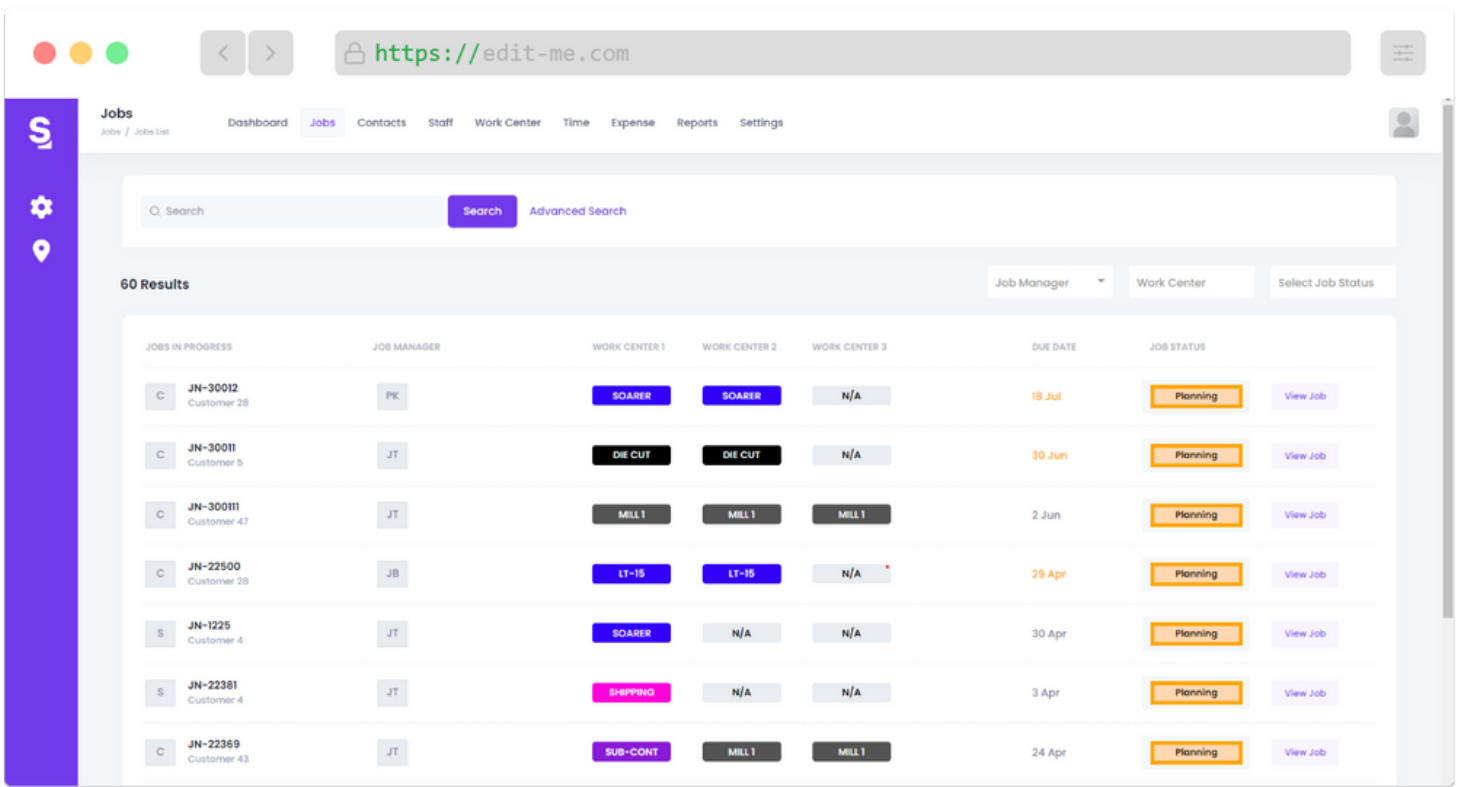 https://edit-me.com
S
Jobs
Jobs / Jobs List
Dashboard Jobs Contacts Staff Work Center Time Expense Reports Settings
Search Search Advanced Search
60 Results
Job Manager Work Center Select Job Status
JOBS IN PROGRESS JOB MANAGER WORK CENTER 1 WORK CENTER 2 WORK CENTER 3 DUE DATE JOB STATUS
C JN-30012 PK SOARER SOARER N/A 18 Jul Planning View Job
Customer 28
C JN-30011 JT DIE CUT DIE CUT N/A 30 Jun Planning View Job
Customer 5
C JN-300111 JT MILL 1 MILL 1 MILL 1 2 Jun Planning View Job
Customer 47
C JN-22500 JB LT-15 LT-15 N/A 29 Apr Planning View Job
Customer 28
S JN-1225 JT SOARER N/A N/A 30 Apr Planning View Job
Customer 4
S JN-22381 JT SHIPPING N/A N/A 3 Apr Planning View Job
Customer 4
C JN-22369 JT SUB-CONT MILL 1 MILL 1 24 Apr Planning View Job
Customer 43